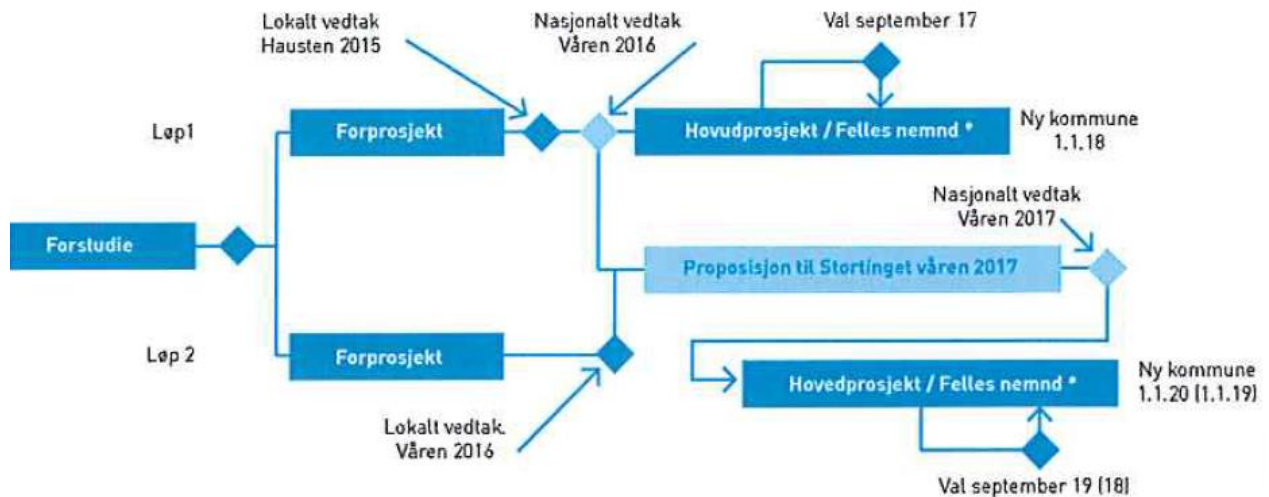 Lokalt vedtak
Hausten 2015
Nasjonalt vedtak
Våren 2016
Val september 17
Løp1
Forprosjekt
Hovudprosjekt / Felles nemnd *
Ny kommune
1.1.18
Forstudie
Proposisjon til Stortinget våren 2017
Nasjonalt vedtak
Våren 2017
Løp 2
Forprosjekt
Lokalt vedtak.
Våren 2016
Hovedprosjekt / Felles nemnd *
Ny kommune
1.1.20 (1.1.19)
Val september 19 (18)